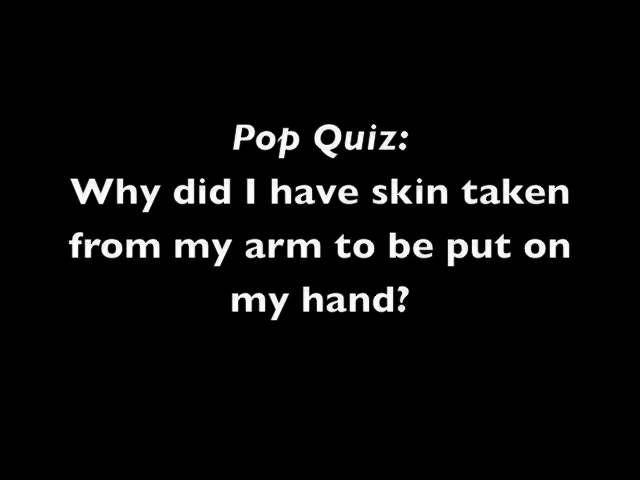 Pop Quiz:
Why did I have skin taken
from my arm to be put on
my hand?